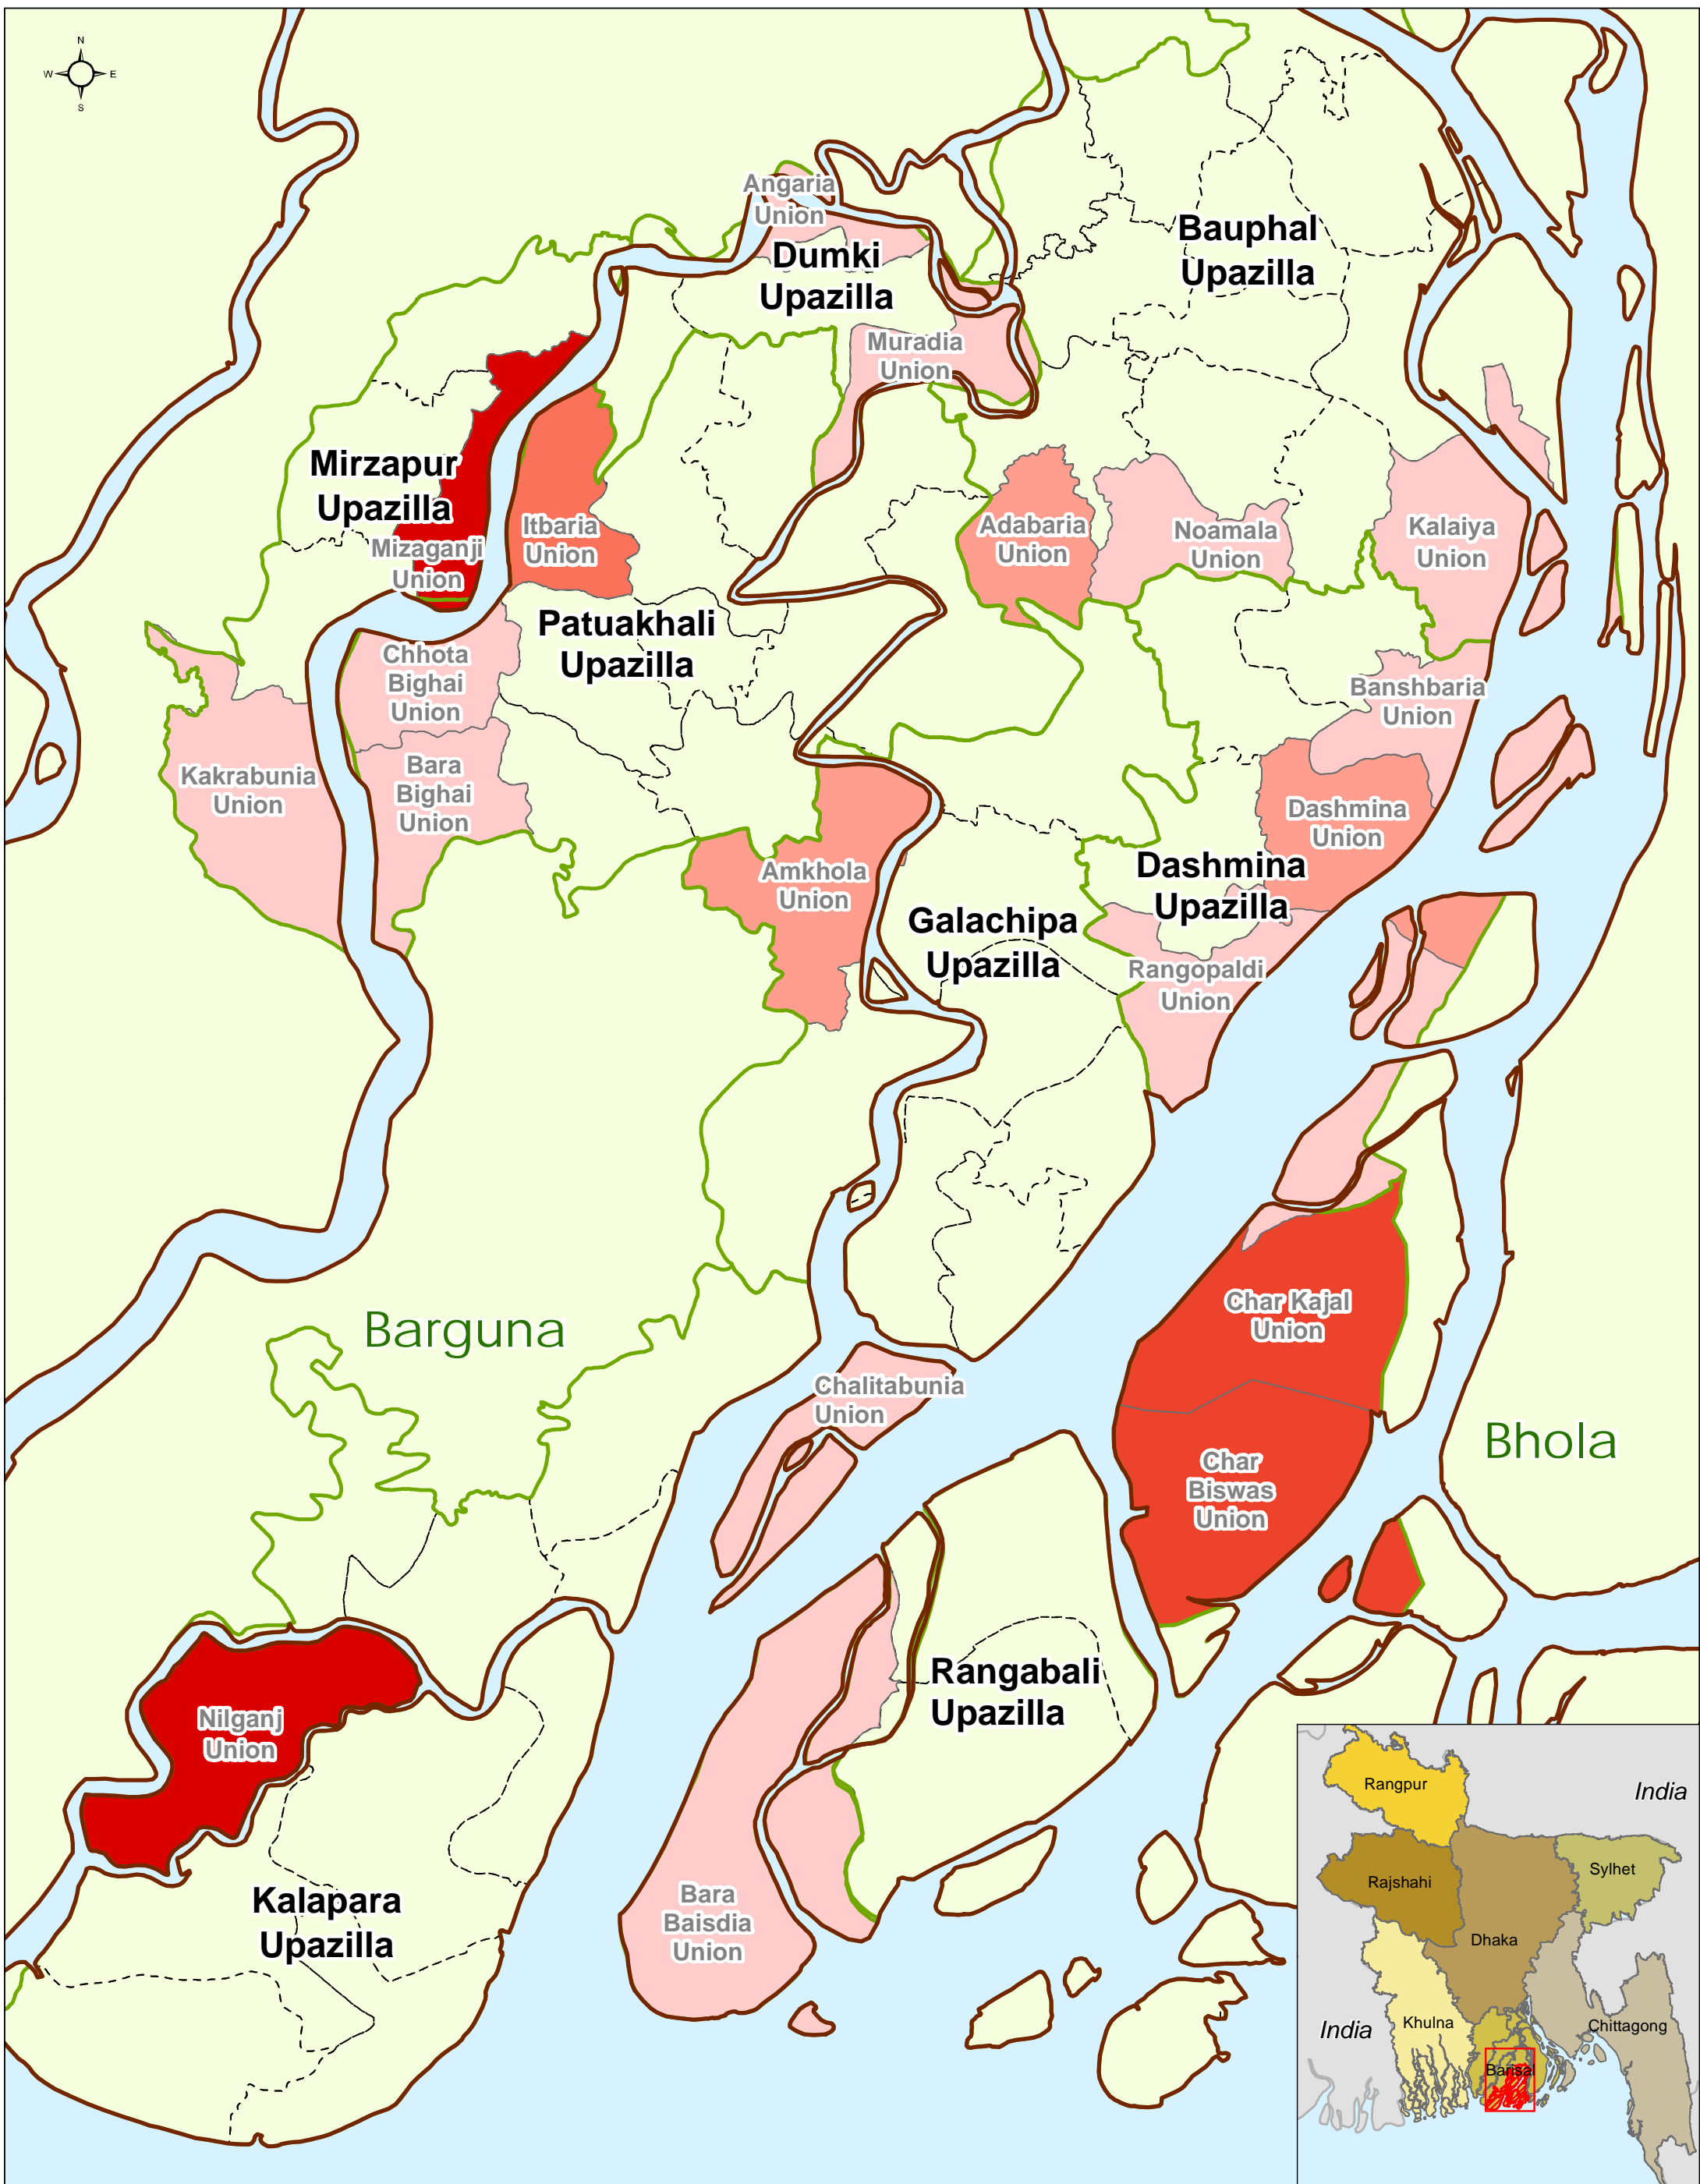 N
W
E
S
Angaria
Union
Dumki
Upazilla
Bauphal
Upazilla
Muradia
Union
Mirzapur
Upazilla
Mizaganji
Union
Itbaria
Union
Adabaria
Union
Noamala
Union
Kalaiya
Union
Patuakhali
Upazilla
Chhota
Bighai
Union
Banshbaria
Union
Kakrabunia
Union
Bara
Bighai
Union
Dashmina
Union
Amkhola
Union
Dashmina
Upazilla
Galachipa
Upazilla
Rangopaldi
Union
Barguna
Char Kajal
Union
Chalitabunia
Union
Bhola
Char
Biswas
Union
Rangabali
Upazilla
Nilganj
Union
Kalapara
Upazilla
Bara
Baisdia
Union
Rangpur
India
Rajshahi
Sylhet
Dhaka
Khulna
India
Chittagong
Barisal